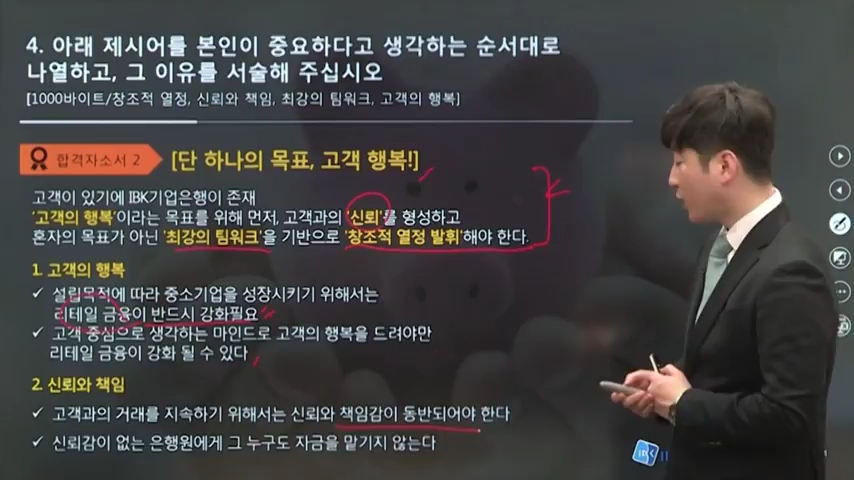 4. 아래 제시어를 본인이 중요하다고 생각하는 순서대로
나열하고, 그 이유를 서술해 주십시오
[1000바이트/창조적 열정, 신뢰와 책임, 최강의 팀워크, 고객의 행복]
합격자소서 2
[단 하나의 목표, 고객 행복!]
고객이 있기에 IBK기업은행이 존재
'고객의 행복'이라는 목표를 위해 먼저, 고객과의 '신뢰'를 형성하고
혼자의 목표가 아닌 '최강의 팀워크'을 기반으로 '창조적 열정 발휘'해야 한다.
1. 고객의 행복
✓ 설립목적에 따라 중소기업을 성장시키기 위해서는
리테일 금융이 반드시 강화필요
✓ 고객 중심으로 생각하는 마인드로 고객의 행복을 드려야만
리테일 금융이 강화 될 수 있다
2. 신뢰와 책임
✓ 고객과의 거래를 지속하기 위해서는 신뢰와 책임감이 동반되어야 한다
✓ 신뢰감이 없는 은행원에게 그 누구도 자금을 맡기지 않는다
IBK